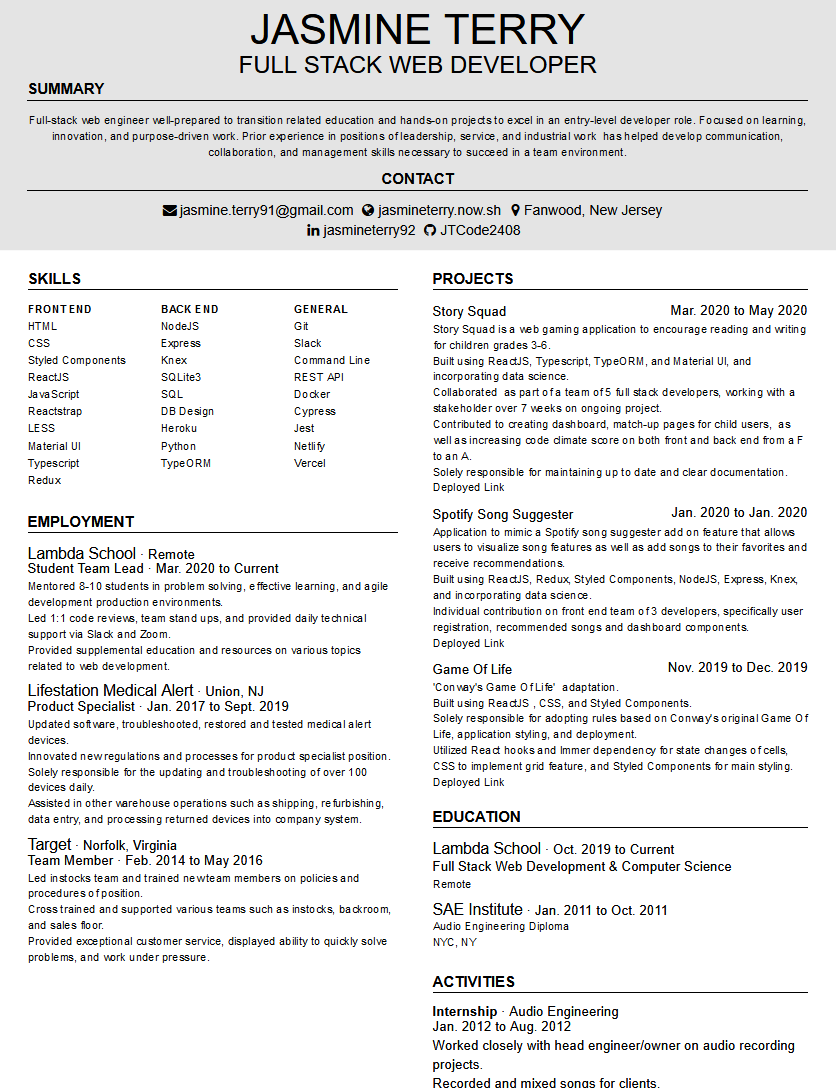 JASMINE TERRY
FULL STACK WEB DEVELOPER
SUMMARY
Full-stack web engineer well-prepared to transition related education and hands-on projects to excel in an entry-level developer role. Focused on learning,
innovation, and purpose-driven work. Prior experience in positions of leadership, service, and industrial work has helped develop communication,
collaboration, and management skills necessary to succeed in a team environment.
CONTACT
jasmine.terry91@gmail.com jasmineterry.now.sh Fanwood, New Jersey
jasmineterry92 JTCode2408
SKILLS
FRONTEND
HTML
CSS
Styled Components
ReactJS
JavaScript
Reactstrap
LESS
Material UI
Typescript
Redux
BACK END
NodeJS
Express
Knex
SQLite3
SQL
DB Design
Heroku
Python
TypeORM
GENERAL
Git
Slack
Command Line
REST API
Docker
Cypress
Jest
Netlify
Vercel
EMPLOYMENT
Lambda School · Remote
Student Team Lead · Mar. 2020 to Current
Mentored 8-10 students in problem solving, effective learning, and agile
development production environments.
Led 1:1 code reviews, team stand ups, and provided daily technical
support via Slack and Zoom.
Provided supplemental education and resources on various topics
related to web development.
Lifestation Medical Alert · Union, NJ
Product Specialist · Jan. 2017 to Sept. 2019
Updated software, troubleshooted, restored and tested medical alert
devices.
Innovated new regulations and processes for product specialist position.
Solely responsible for the updating and troubleshooting of over 100
devices daily.
Assisted in other warehouse operations such as shipping, refurbishing,
data entry, and processing returned devices into company system.
Target · Norfolk, Virginia
Team Member · Feb. 2014 to May 2016
Led instocks team and trained new team members on policies and
procedures of position.
Cross trained and supported various teams such as instocks, backroom,
and sales floor.
Provided exceptional customer service, displayed ability to quickly solve
problems, and work under pressure.
PROJECTS
Story Squad Mar. 2020 to May 2020
Story Squad is a web gaming application to encourage reading and writing
for children grades 3-6.
Built using ReactJS, Typescript, TypeORM, and Material UI, and
incorporating data science.
Collaborated as part of a team of 5 full stack developers, working with a
stakeholder over 7 weeks on ongoing project.
Contributed to creating dashboard, match-up pages for child users, as
well as increasing code climate score on both front and back end from a F
to an A.
Solely responsible for maintaining up to date and clear documentation.
Deployed Link
Spotify Song Suggester Jan. 2020 to Jan. 2020
Application to mimic a Spotify song suggester add on feature that allows
users to visualize song features as well as add songs to their favorites and
receive recommendations.
Built using ReactJS, Redux, Styled Components, NodeJS, Express, Knex,
and incorporating data science.
Individual contribution on front end team of 3 developers, specifically user
registration, recommended songs and dashboard components.
Deployed Link
Game Of Life Nov. 2019 to Dec. 2019
'Conway's Game Of Life' adaptation.
Built using ReactJS , CSS, and Styled Components.
Solely responsible for adopting rules based on Conway's original Game Of
Life, application styling, and deployment.
Utilized React hooks and Immer dependency for state changes of cells,
CSS to implement grid feature, and Styled Components for main styling.
Deployed Link
EDUCATION
Lambda School · Oct. 2019 to Current
Full Stack Web Development & Computer Science
Remote
SAE Institute · Jan. 2011 to Oct. 2011
Audio Engineering Diploma
NYC, NY
ACTIVITIES
Internship · Audio Engineering
Jan. 2012 to Aug. 2012
Worked closely with head engineer/owner on audio recording
projects.
Recorded and mixed songs for clients.